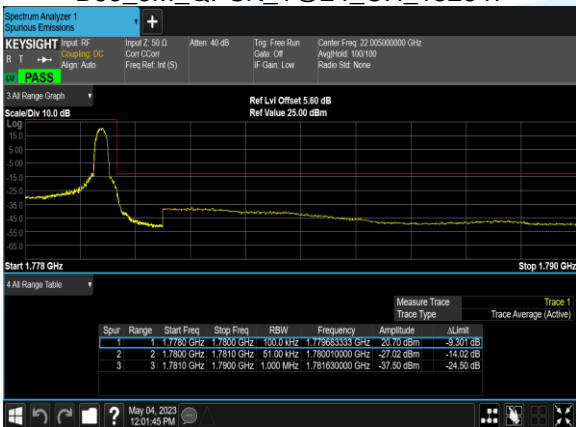 Spectrum Analyzer 1
Spurious Emissions
KEYSIGHT Input: RF
R T Coupling: DC
Align: Auto
Input Z: 50 Ω
Corr CCorr
Freq Ref: Int (S)
Atten: 40 dB
Trig: Free Run
Gate: Off
IF Gain: Low
Center Freq: 22.005000000 GHz
Avg|Hold: 100/100
Radio Std: None
LW PASS
3 All Range Graph
Scale/Div 10.0 dB
Ref Lvl Offset 5.60 dB
Ref Value 25.00 dBm
Log
15.0
5.00
-5.00
-15.0
-25.0
-35.0
-45.0
-55.0
-65.0
Start 1.778 GHz
Stop 1.790 GHz
4 All Range Table
Measure Trace Trace 1
Trace Type Trace Average (Active)
Spur Range Start Freq Stop Freq RBW Frequency Amplitude ΔLimit
1 1 1.7780 GHz 1.7800 GHz 100.0 kHz 1.779683333 GHz 20.70 dBm -9.301 dB
2 2 1.7800 GHz 1.7810 GHz 51.00 kHz 1.780010000 GHz -27.02 dBm -14.02 dB
3 3 1.7810 GHz 1.7900 GHz 1.000 MHz 1.781630000 GHz -37.50 dBm -24.50 dB
May 04, 2023
12:01:45 PM